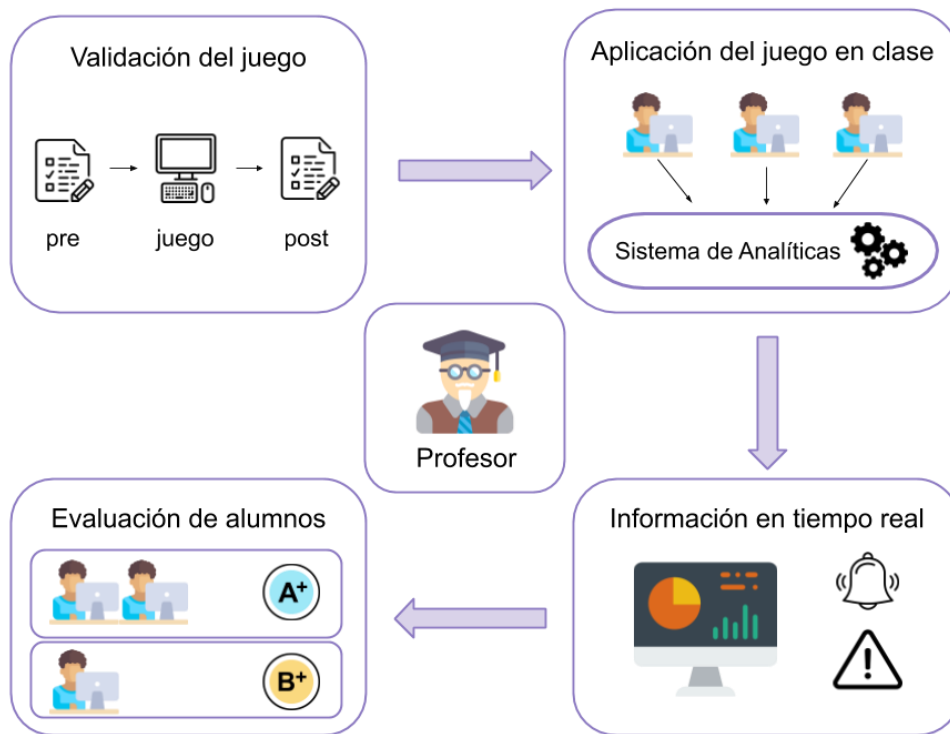 Validación del juego
pre
juego
post
Aplicación del juego en clase
Sistema de Analíticas
Profesor
Información en tiempo real
Evaluación de alumnos
A+
B+